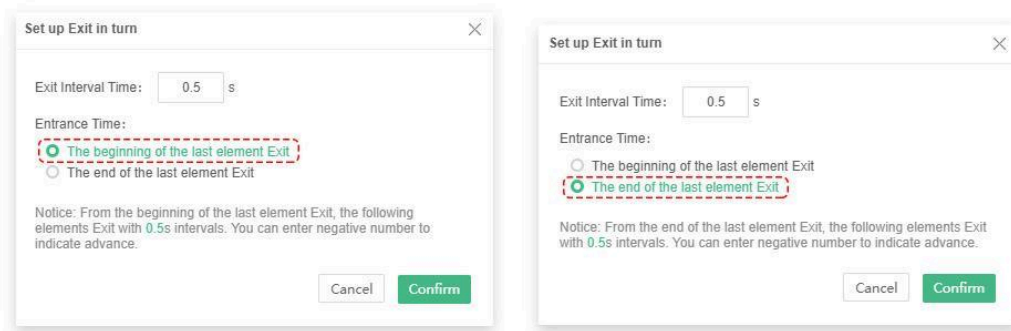 Set up Exit in turn
Exit Interval Time: 0.5 s
Entrance Time:
The beginning of the last element Exit
The end of the last element Exit
Notice: From the beginning of the last element Exit, the following
elements Exit with 0.5s intervals. You can enter negative number to
indicate advance.
Cancel Confirm
Set up Exit in turn
Exit Interval Time: 0.5 s
Entrance Time:
The beginning of the last element Exit
The end of the last element Exit
Notice: From the end of the last element Exit, the following elements Exit
with 0.5s intervals. You can enter negative number to indicate advance.
Cancel Confirm